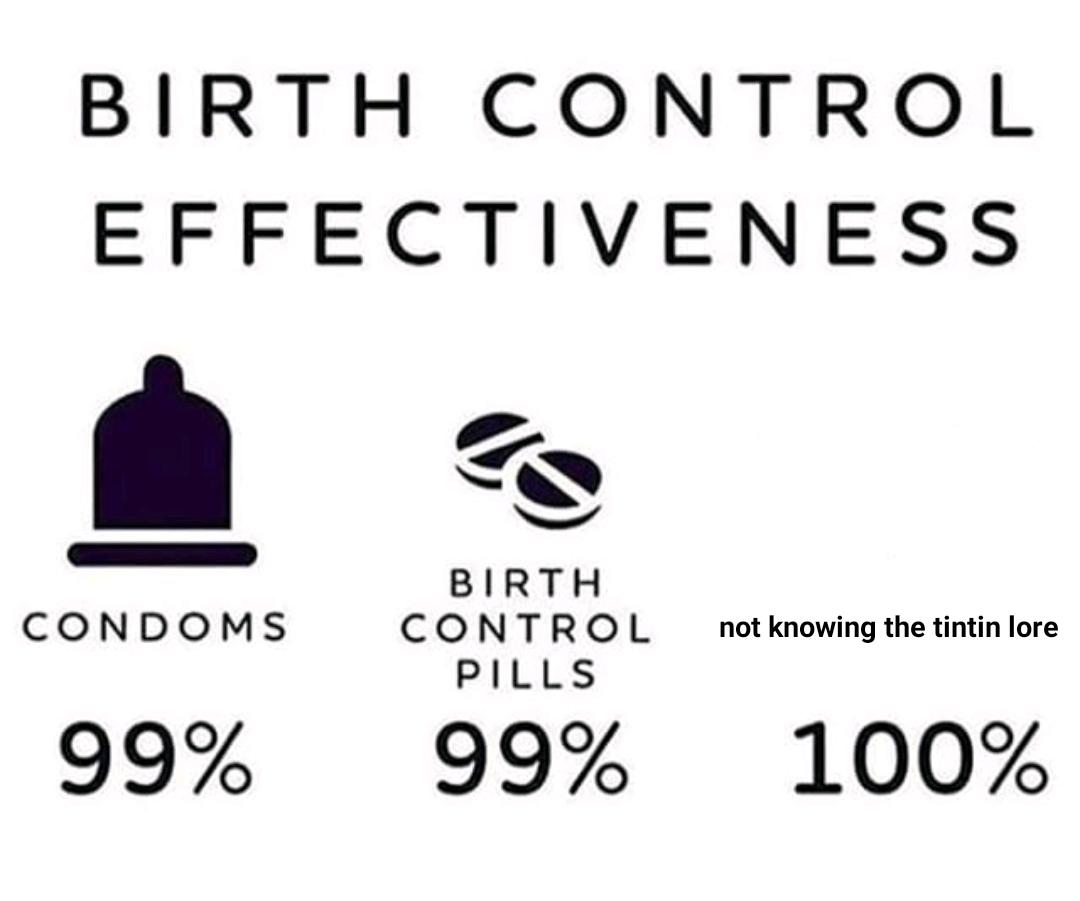 BIRTH CONTROL
EFFECTIVENESS
CONDOMS
99%
BIRTH
CONTROL
PILLS
99%
not knowing the tintin lore
100%